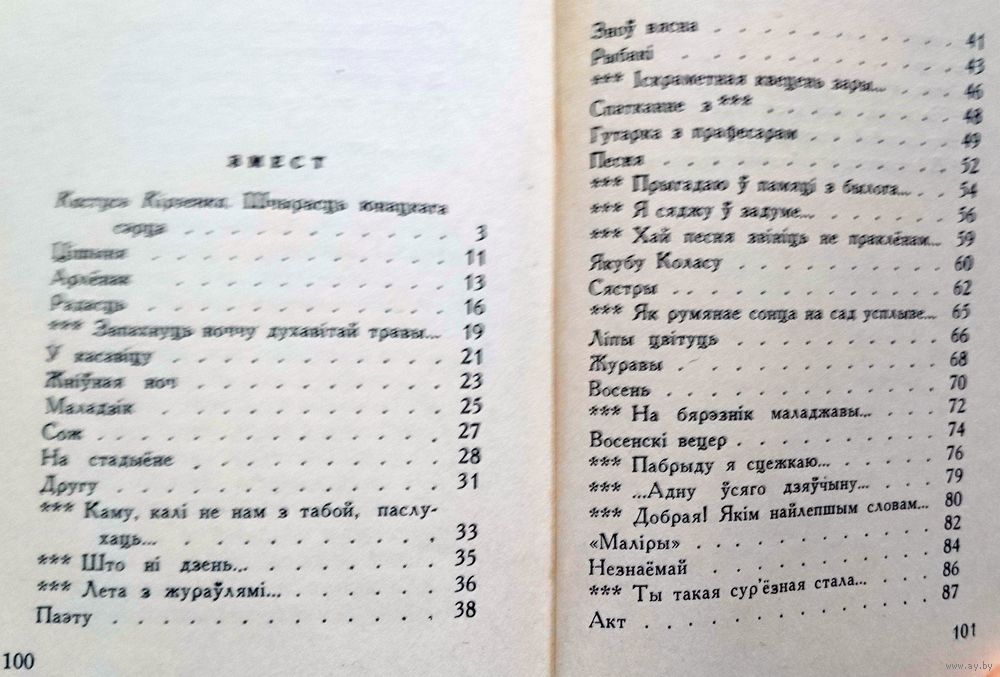 ЗМЕСТ
Кастусь Кірэенка. Шчырасць юнацкага
сэрца . . . . . . . . . . . 3
Цішыня . . . . . . . . . . . 11
Арлёнак . . . . . . . . . . . 13
Радасць . . . . . . . . . . . 16
*** Запахнуць ноччу духавітай травы... 19
У касавіцу . . . . . . . . . . 21
Жніўная ноч . . . . . . . . . 23
Маладзік . . . . . . . . . . 25
Сож . . . . . . . . . . . . 27
На стадыёне . . . . . . . . . 28
Другу . . . . . . . . . . . 31
*** Каму, калі не нам з табой, паслу-
хаць... . . . . . . . . . . 33
*** Што ні дзень... . . . . . . . 35
*** Лета з жураўлямі... . . . . . . 36
Паэту . . . . . . . . . . . 38
100
Зноў вясна . . . . . . . . . 41
Рыбакі . . . . . . . . . . 43
*** Іскраметная квецень зары... . . . 46
Спатканне з *** . . . . . . . . 48
Гутарка з прафесарам . . . . . . 49
Песня . . . . . . . . . . . 52
*** Прыгадаю ў памяці з былога... . . 54
*** Я сяджу ў задуме... . . . . . . 56
*** Хай песня звініць не праклёнам... 59
Якубу Коласу . . . . . . . . . 60
Сястры . . . . . . . . . . . 62
*** Як румянае сонца на сад усплыве... 65
Ліпы цвітуць . . . . . . . . . 66
Журавы . . . . . . . . . . . 68
Восень . . . . . . . . . . . 70
*** На бярэзнік маладжавы... . . . . 72
Восенскі вецер . . . . . . . . 74
*** Пабрыду я сцежкаю... . . . . . 76
*** ...Адну ўсяго дзяўчыну... . . . . 79
*** Добрая! Якім найлепшым словам... 80
«Маліры» . . . . . . . . . . 82
Незнаёмай . . . . . . . . . . 84
*** Ты такая сур’ёзная стала... . . . 86
Акт . . . . . . . . . . . . 87
101
www.ay.by